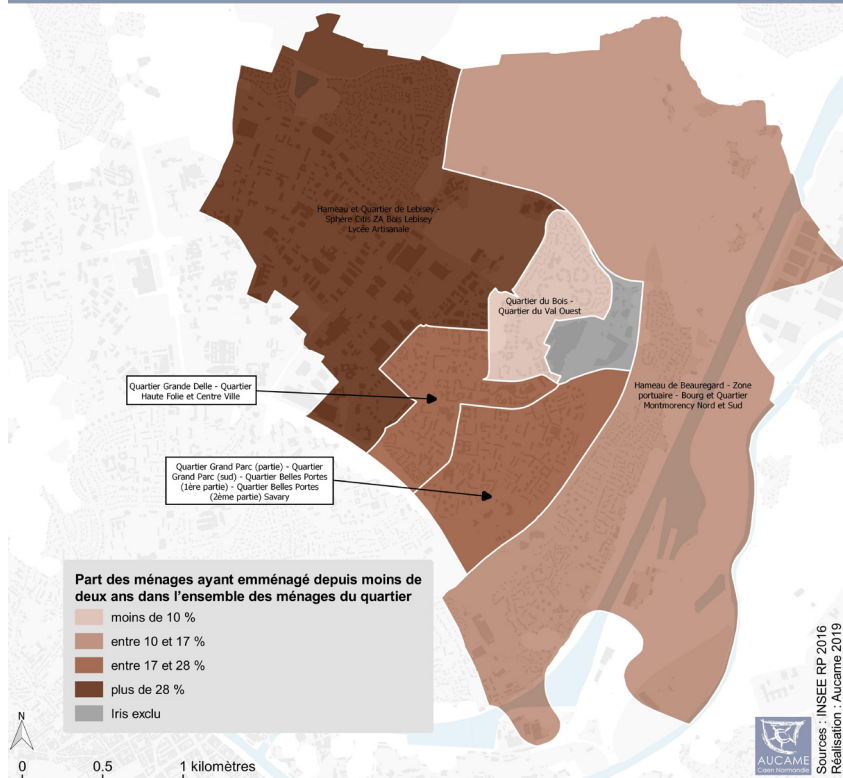 Hameau et Quartier de Lebisey -
Sphère Citis ZA Bois Lebisey
Lycée Artisanale
Quartier du Bois -
Quartier du Val Ouest
Quartier Grande Delle - Quartier
Haute Folie et Centre Ville
Hameau de Beauregard - Zone
portuaire - Bourg et Quartier
Montmorency Nord et Sud
Quartier Grand Parc (partie) - Quartier
Grand Parc (sud) - Quartier Belles Portes
(1ère partie) - Quartier Belles Portes
(2ème partie) Savary
Part des ménages ayant emménagé depuis moins de
deux ans dans l'ensemble des ménages du quartier
moins de 10 %
entre 10 et 17 %
entre 17 et 28 %
plus de 28 %
Iris exclu
N
0 0.5 1 kilomètres
AUCAME
Caen Normandie
Sources : INSEE RP 2016
Réalisation : Aucame 2019